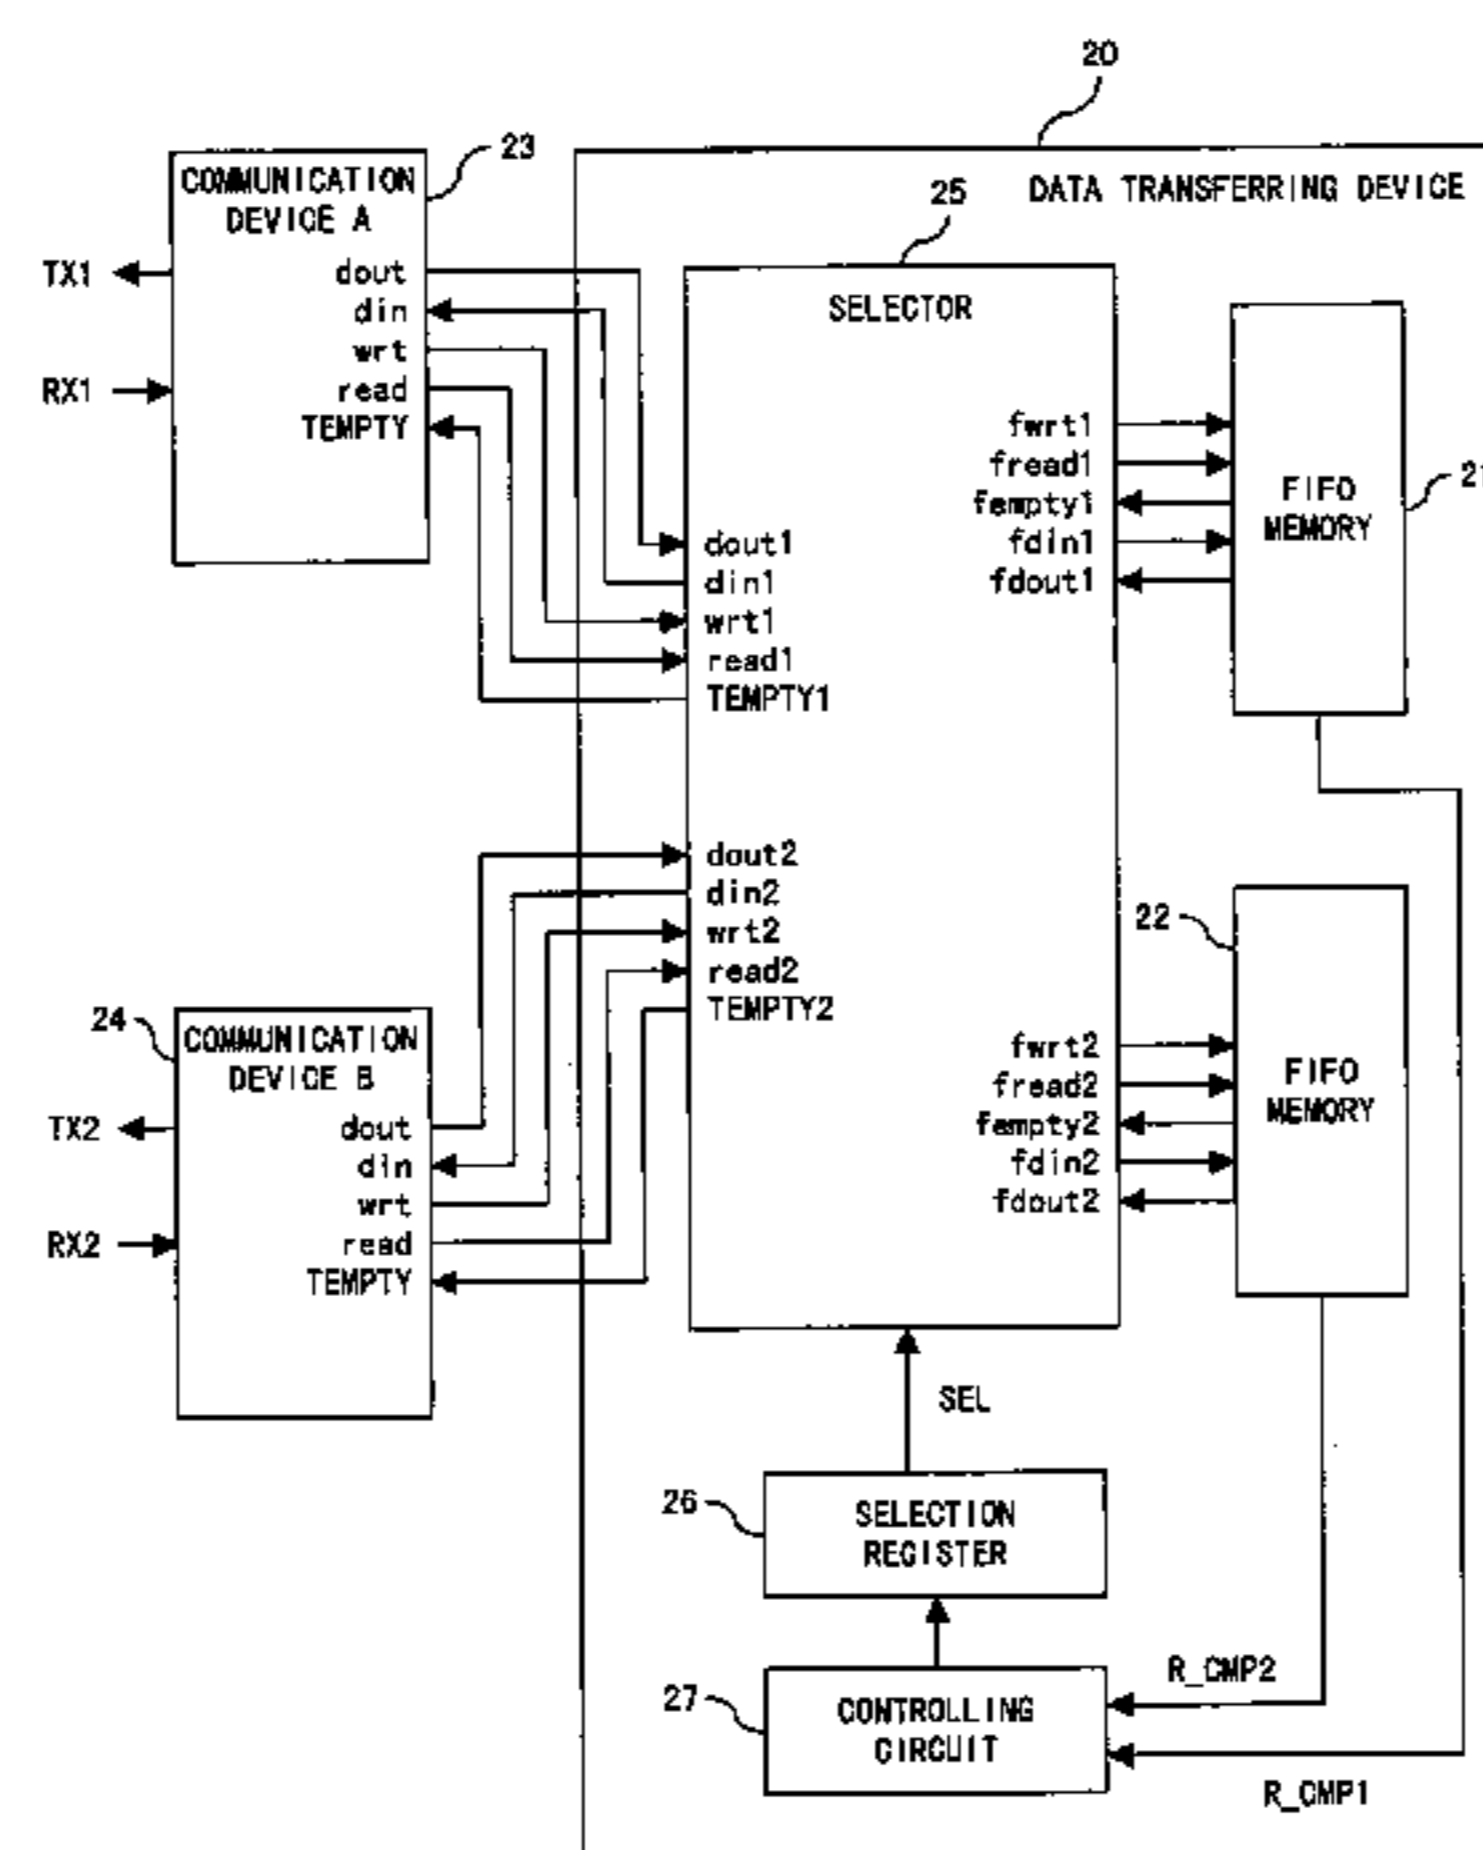 20
DATA TRANSFERRING DEVICE
23
COMMUNICATION
DEVICE A
TX1
RX1
dout
din
wrt
read
TEMPTY
25
SELECTOR
dout1
din1
wrt1
read1
TEMPTY1
fwrt1
fread1
fempty1
fdin1
fdout1
FIFO
MEMORY
dout2
din2
wrt2
read2
TEMPTY2
fwrt2
fread2
fempty2
fdin2
fdout2
22
FIFO
MEMORY
24
COMMUNICATION
DEVICE B
TX2
RX2
dout
din
wrt
read
TEMPTY
SEL
26
SELECTION
REGISTER
27
CONTROLLING
CIRCUIT
R_CMP2
R_CMP1